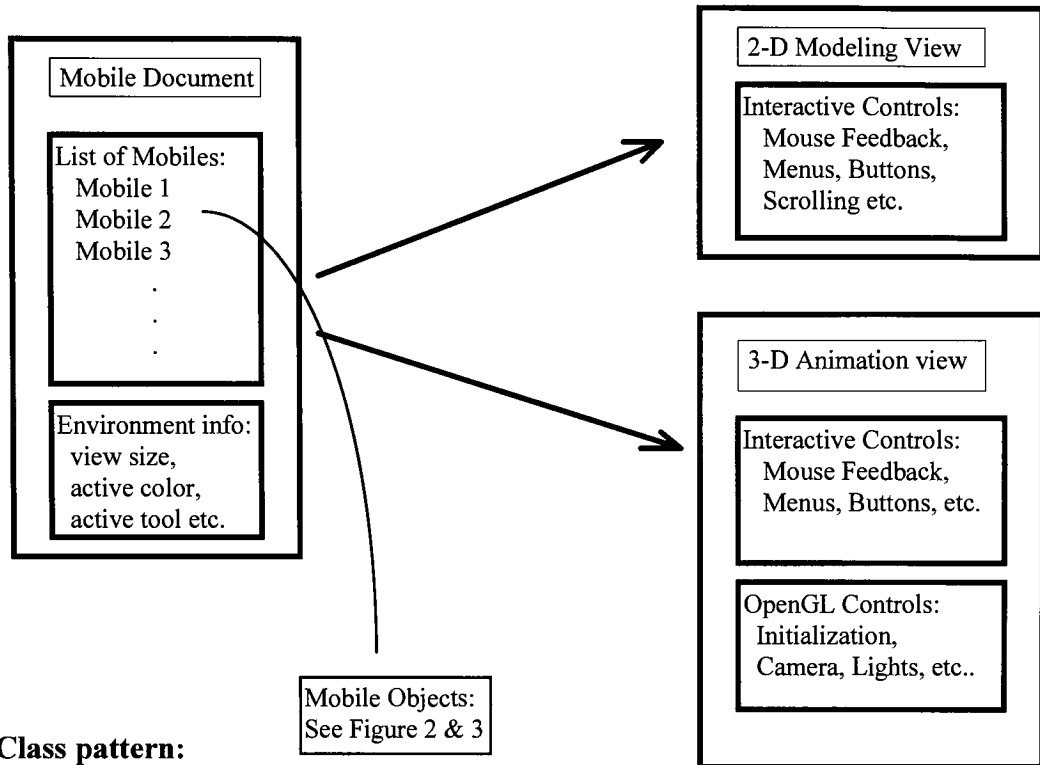 Mobile Document
List of Mobiles:
Mobile 1
Mobile 2
Mobile 3
.
.
.
Environment info:
view size,
active color,
active tool etc.
2-D Modeling View
Interactive Controls:
Mouse Feedback,
Menus, Buttons,
Scrolling etc.
3-D Animation view
Interactive Controls:
Mouse Feedback,
Menus, Buttons, etc.
OpenGL Controls:
Initialization,
Camera, Lights, etc..
Mobile Objects:
See Figure 2 & 3
Class pattern: